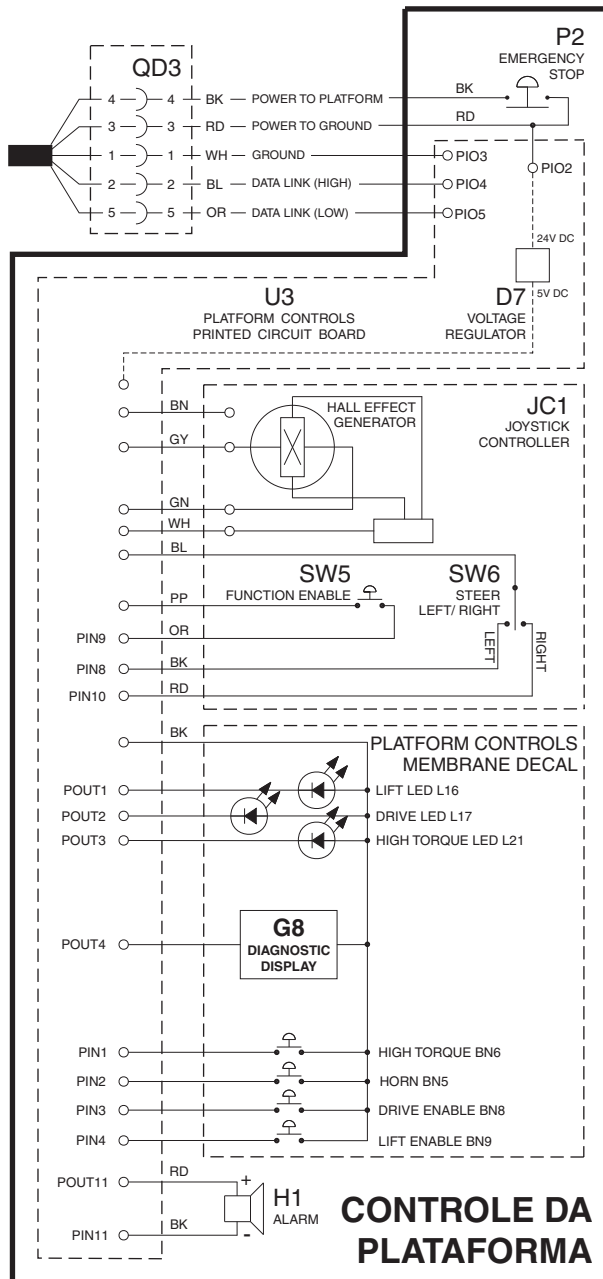 P2
EMERGENCY
STOP
QD3
4 4 BK POWER TO PLATFORM BK
3 3 RD POWER TO GROUND RD
1 1 WH GROUND PIO3
PIO2
2 2 BL DATA LINK (HIGH) PIO4
5 5 OR DATA LINK (LOW) PIO5
24V DC
5V DC
U3
PLATFORM CONTROLS
PRINTED CIRCUIT BOARD
D7
VOLTAGE
REGULATOR
BN
HALL EFFECT
GENERATOR
JC1
JOYSTICK
CONTROLLER
GY
GN
WH
BL
SW5
FUNCTION ENABLE
SW6
STEER
LEFT/ RIGHT
PP
PIN9 OR
LEFT
RIGHT
PIN8 BK
PIN10 RD
BK
PLATFORM CONTROLS
MEMBRANE DECAL
POUT1 LIFT LED L16
POUT2 DRIVE LED L17
POUT3 HIGH TORQUE LED L21
POUT4
G8
DIAGNOSTIC
DISPLAY
PIN1 HIGH TORQUE BN6
PIN2 HORN BN5
PIN3 DRIVE ENABLE BN8
PIN4 LIFT ENABLE BN9
POUT11 RD
+
H1
ALARM
-
PIN11 BK
CONTROLE DA
PLATAFORMA